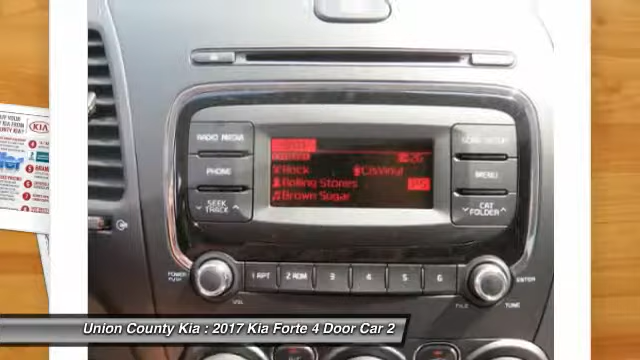 KIA
RADIO MEDIA
PHONE
SEEK
TRACK
Rock
CisVinyl
Rolling Stones
Brown Sugar
SCAN SETUP
MENU
CAT
FOLDER
POWER
PUSH
VOL
1 RPT
2 RDM
3
4
5
6
ENTER
FILE
TUNE
Union County Kia : 2017 Kia Forte 4 Door Car 2